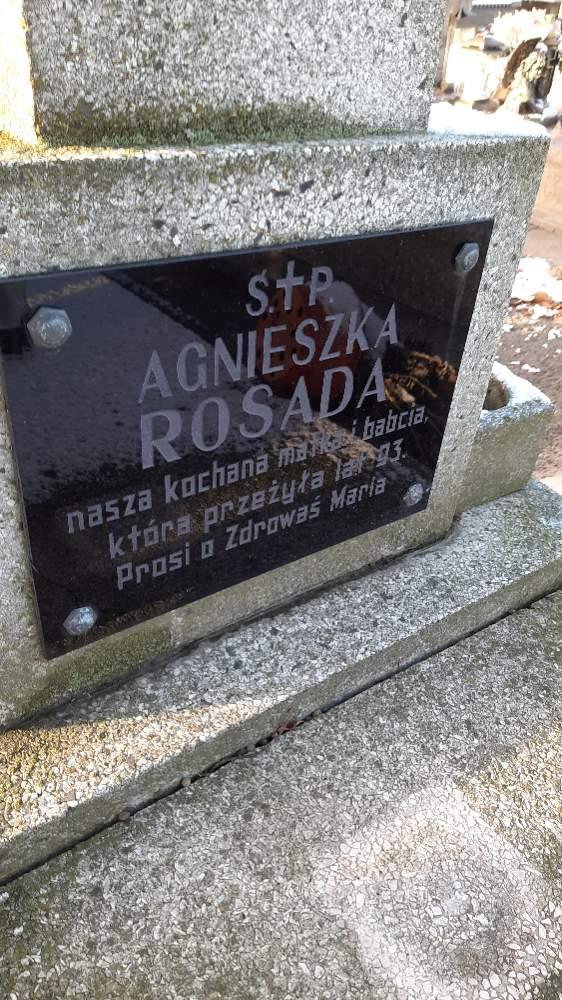 Ś✝P.
AGNIESZKA
ROSADA
nasza kochana matka i babcia,
która przeżyła lat 93.
Prosi o Zdrowaś Maria